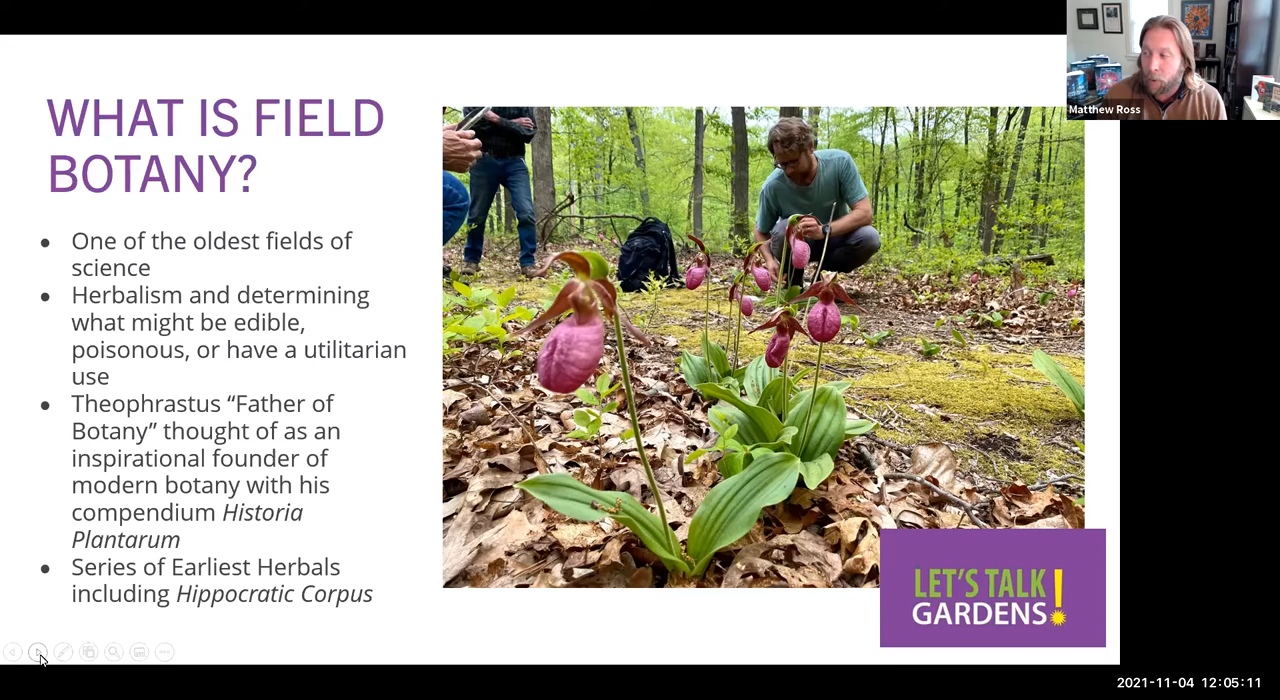 Matthew Ross
WHAT IS FIELD
BOTANY?
• One of the oldest fields of
science
• Herbalism and determining
what might be edible,
poisonous, or have a utilitarian
use
• Theophrastus “Father of
Botany” thought of as an
inspirational founder of
modern botany with his
compendium Historia
Plantarum
• Series of Earliest Herbals
including Hippocratic Corpus
LET'S TALK
GARDENS!
2021-11-04 12:05:11